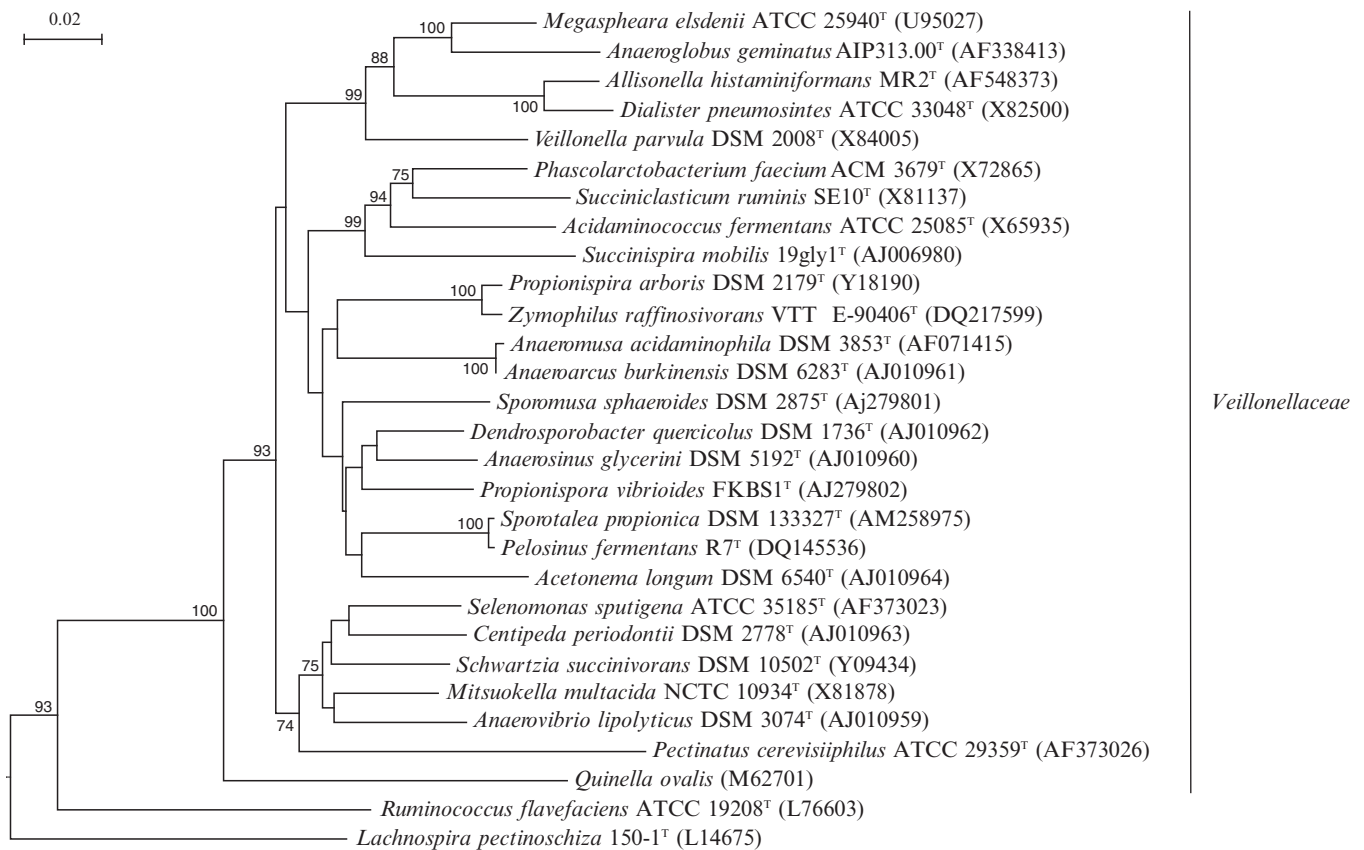 0.02
Megaspheara elsdenii ATCC 25940ᵀ (U95027)
100
Anaeroglobus geminatus AIP313.00ᵀ (AF338413)
88
Allisonella histaminiformans MR2ᵀ (AF548373)
99
100
Dialister pneumosintes ATCC 33048ᵀ (X82500)
Veillonella parvula DSM 2008ᵀ (X84005)
Phascolarctobacterium faecium ACM 3679ᵀ (X72865)
75
Succiniclasticum ruminis SE10ᵀ (X81137)
94
99
Acidaminococcus fermentans ATCC 25085ᵀ (X65935)
Succinispira mobilis 19gly1ᵀ (AJ006980)
Propionispira arboris DSM 2179ᵀ (Y18190)
100
Zymophilus raffinosivorans VTT E-90406ᵀ (DQ217599)
Anaeromusa acidaminophila DSM 3853ᵀ (AF071415)
100
Anaeroarcus burkinensis DSM 6283ᵀ (AJ010961)
Sporomusa sphaeroides DSM 2875ᵀ (Aj279801)
Veillonellaceae
Dendrosporobacter quercicolus DSM 1736ᵀ (AJ010962)
93
Anaerosinus glycerini DSM 5192ᵀ (AJ010960)
Propionispora vibrioides FKBS1ᵀ (AJ279802)
Sporotalea propionica DSM 133327ᵀ (AM258975)
100
Pelosinus fermentans R7ᵀ (DQ145536)
Acetonema longum DSM 6540ᵀ (AJ010964)
Selenomonas sputigena ATCC 35185ᵀ (AF373023)
100
Centipeda periodontii DSM 2778ᵀ (AJ010963)
Schwartzia succinivorans DSM 10502ᵀ (Y09434)
75
Mitsuokella multacida NCTC 10934ᵀ (X81878)
93
74
Anaerovibrio lipolyticus DSM 3074ᵀ (AJ010959)
Pectinatus cerevisiiphilus ATCC 29359ᵀ (AF373026)
Quinella ovalis (M62701)
Ruminococcus flavefaciens ATCC 19208ᵀ (L76603)
Lachnospira pectinoschiza 150-1ᵀ (L14675)